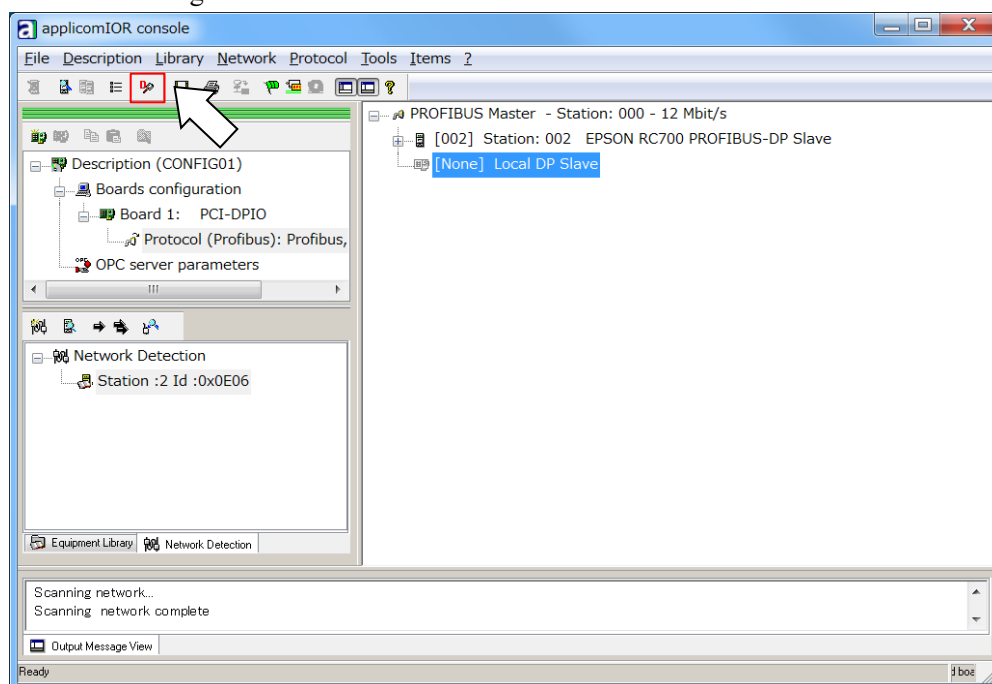 applicomIOR console
File Description Library Network Protocol Tools Items ?
PROFIBUS Master - Station: 000 - 12 Mbit/s
[002] Station: 002 EPSON RC700 PROFIBUS-DP Slave
[None] Local DP Slave
Description (CONFIG01)
Boards configuration
Board 1: PCI-DPIO
Protocol (Profibus): Profibus,
OPC server parameters
Network Detection
Station :2 Id :0x0E06
Equipment Library Network Detection
Scanning network...
Scanning network complete
Output Message View
Ready